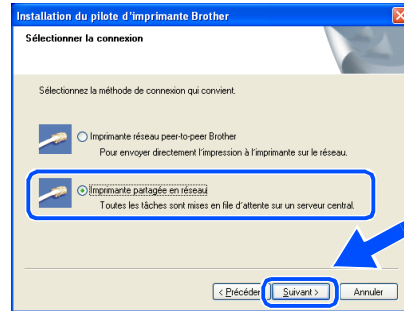 Installation du pilote d'imprimante Brother
Sélectionner la connexion
Sélectionnez la méthode de connexion qui convient.
Imprimante réseau peer-to-peer Brother
Pour envoyer directement l'impression à l'imprimante sur le réseau.
Imprimante partagée en réseau
Toutes les tâches sont mises en file d'attente sur un serveur central.
< Précéder Suivant > Annuler